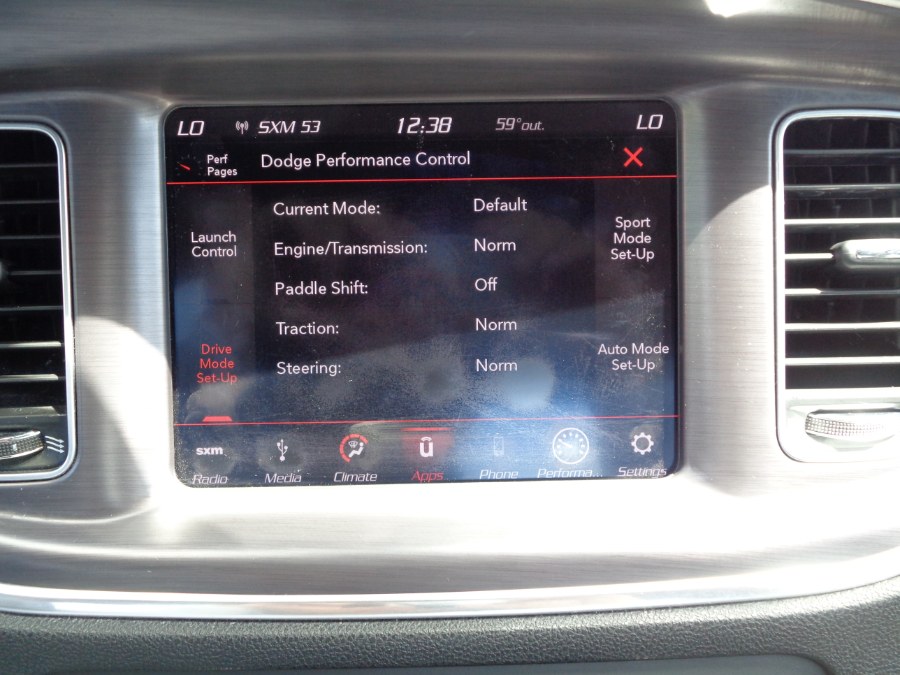 LO SXM 53 12:38 59°out. LO
Perf
Pages
Dodge Performance Control
Current Mode: Default
Engine/Transmission: Norm
Paddle Shift: Off
Traction: Norm
Steering: Norm
Launch
Control
Drive
Mode
Set-Up
Sport
Mode
Set-Up
Auto Mode
Set-Up
sxm
Radio
Media
Climate
Apps
Phone
Performa...
Settings